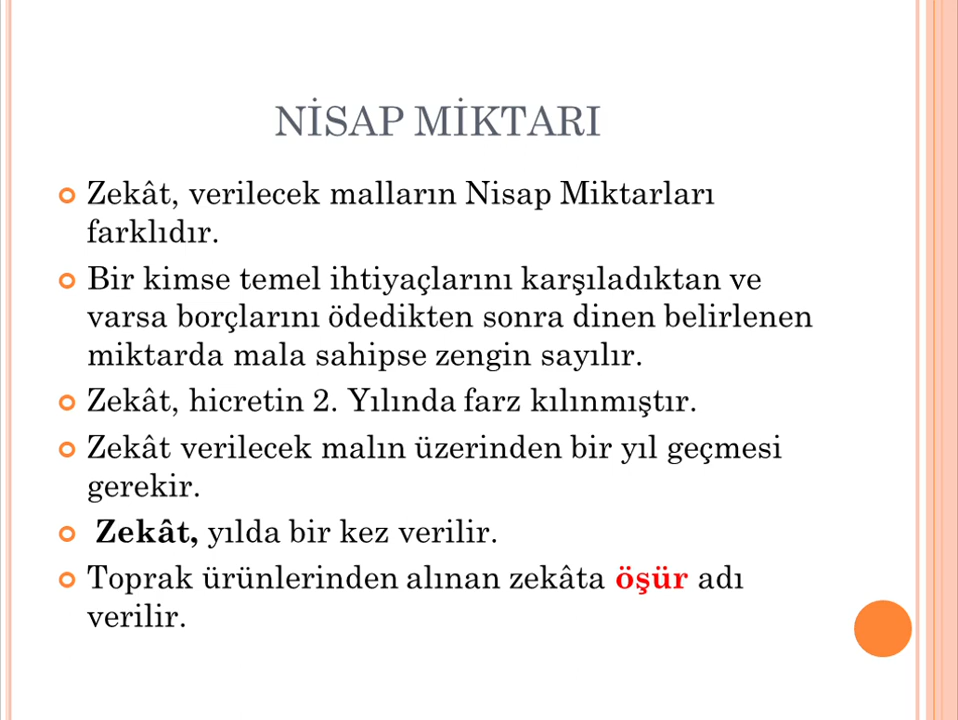 NİSAP MİKTARI
Zekât, verilecek malların Nisap Miktarları
farklıdır.
Bir kimse temel ihtiyaçlarını karşıladıktan ve
varsa borçlarını ödedikten sonra dinen belirlenen
miktarda mala sahipse zengin sayılır.
Zekât, hicretin 2. Yılında farz kılınmıştır.
Zekât verilecek malın üzerinden bir yıl geçmesi
gerekir.
Zekât, yılda bir kez verilir.
Toprak ürünlerinden alınan zekâta öşür adı
verilir.